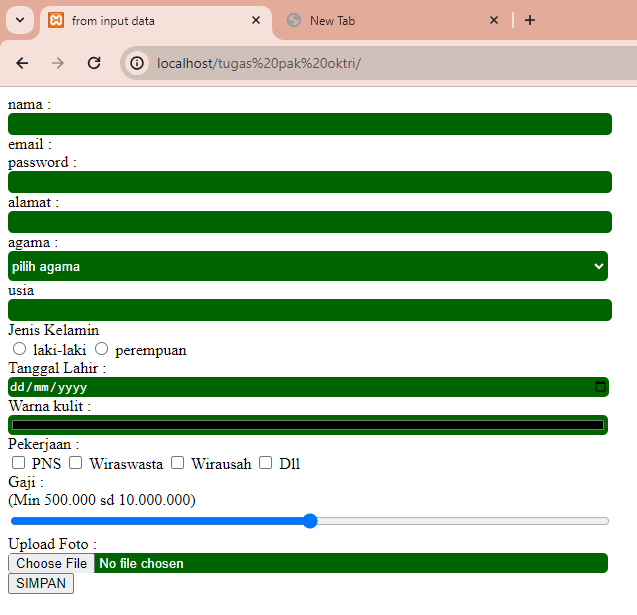 from input data
New Tab
localhost/tugas%20pak%20oktri/
nama :
email :
password :
alamat :
agama :
pilih agama
usia
Jenis Kelamin
laki-laki perempuan
Tanggal Lahir :
dd/mm/yyyy
Warna kulit :
Pekerjaan :
PNS Wiraswasta Wirausah Dll
Gaji :
(Min 500.000 sd 10.000.000)
Upload Foto :
Choose File No file chosen
SIMPAN